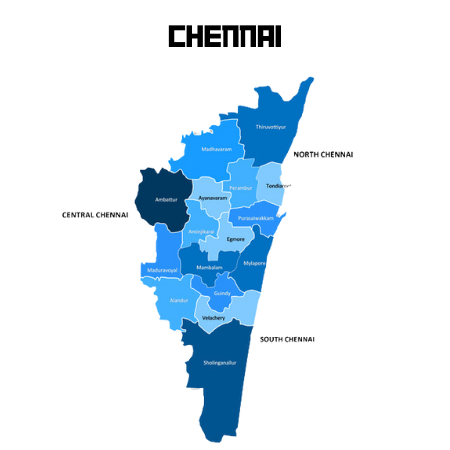 CHENNAI
Thiruvottiyur
Madhavaram
NORTH CHENNAI
Perambur
Tondiarpet
Ambattur
Ayanavaram
CENTRAL CHENNAI
Purasaiwakkam
Aminjikarai
Egmore
Mylapore
Maduravoyal
Mambalam
Guindy
Alandur
Velachery
SOUTH CHENNAI
Sholinganallur